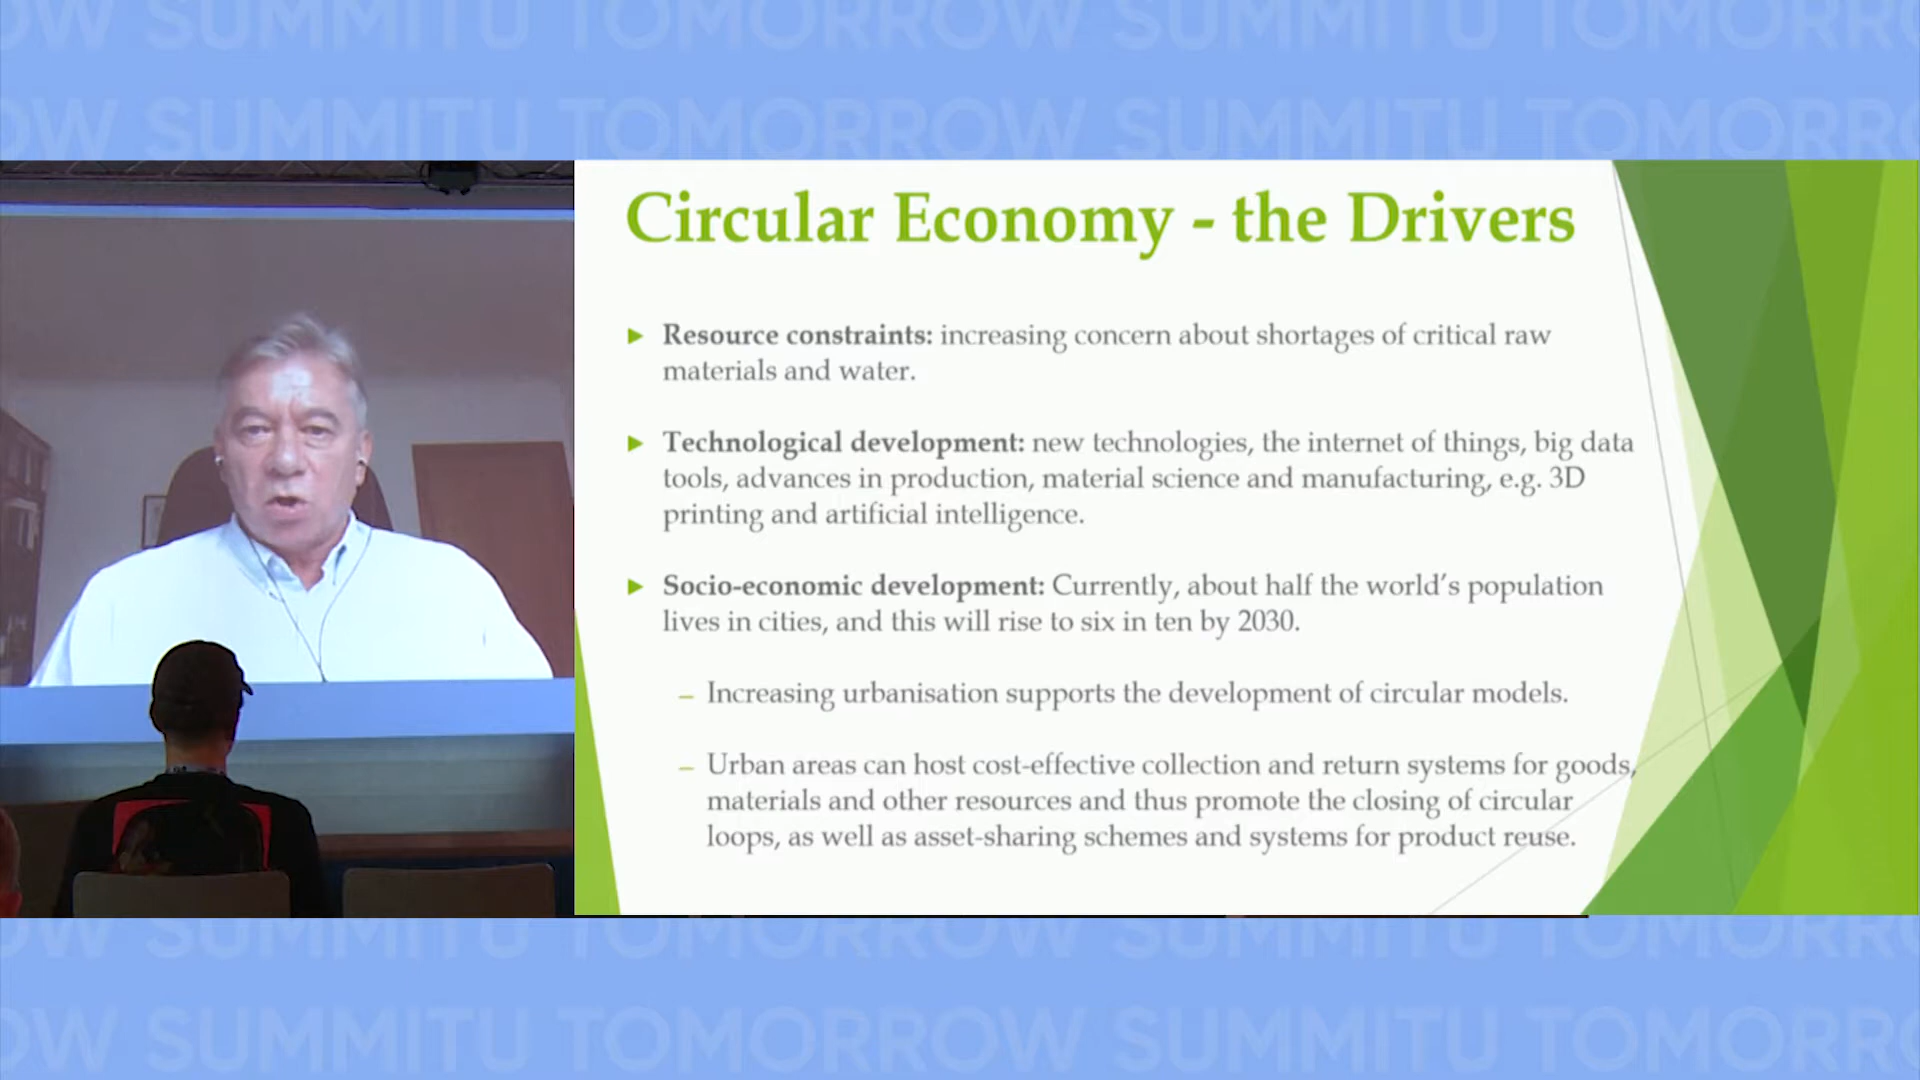 OW SUMMITU TOMORROW SUMMITU TOMORR
OW SUMMITU TOMORROW SUMMITU TOMORRO
Circular Economy - the Drivers
Resource constraints: increasing concern about shortages of critical raw
materials and water.
Technological development: new technologies, the internet of things, big data
tools, advances in production, material science and manufacturing, e.g. 3D
printing and artificial intelligence.
Socio-economic development: Currently, about half the world's population
lives in cities, and this will rise to six in ten by 2030.
– Increasing urbanisation supports the development of circular models.
– Urban areas can host cost-effective collection and return systems for goods,
materials and other resources and thus promote the closing of circular
loops, as well as asset-sharing schemes and systems for product reuse.
OW SUMMITU TOMORROW SUMMITU TOMORRO
OW SUMMITU TOMORROW SUMMITU TOMORRO